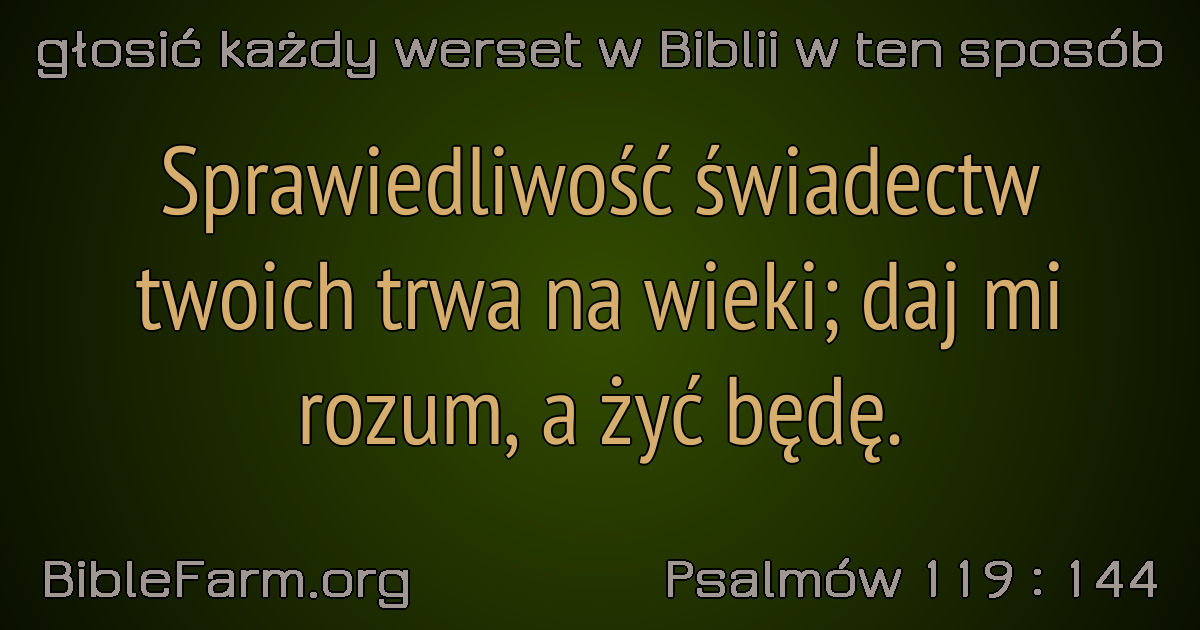 głosić każdy werset w Biblii w ten sposób
Sprawiedliwość świadectw
twoich trwa na wieki; daj mi
rozum, a żyć będę.
BibleFarm.org
Psalmów 119 : 144